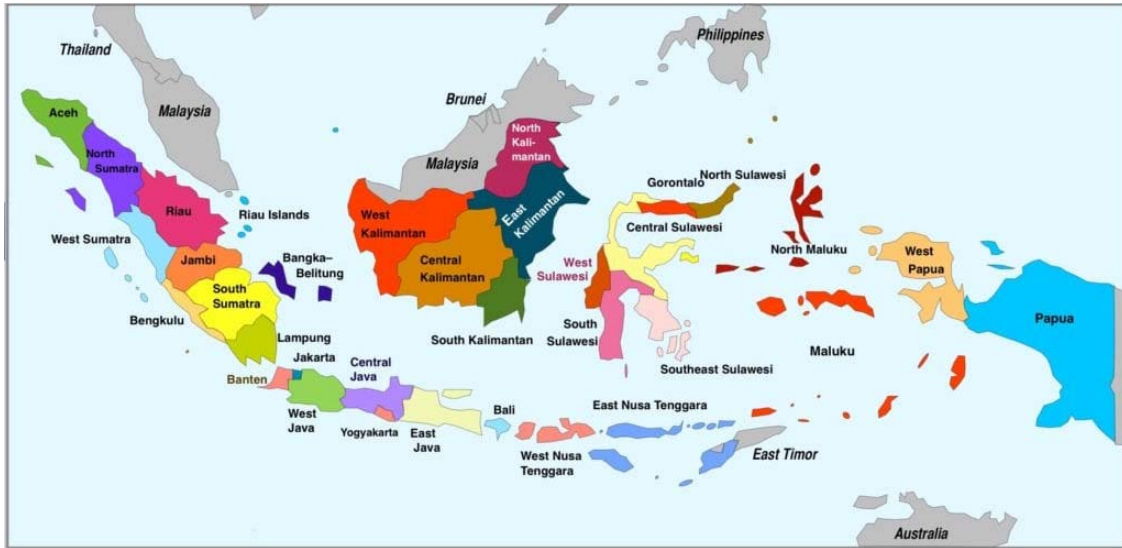 Philippines
Thailand
Brunei
Aceh
Malaysia
North
Kali-
mantan
North
Sumatra
Malaysia
North Sulawesi
Gorontalo
Riau
Riau Islands
West
Kalimantan
East
Kalimantan
Central Sulawesi
West Sumatra
North Maluku
West
Papua
Jambi
Bangka–
Belitung
Central
Kalimantan
West
Sulawesi
South
Sumatra
Bengkulu
Papua
Lampung
South Kalimantan
South
Sulawesi
Maluku
Jakarta
Central
Java
Southeast Sulawesi
Banten
West
Java
Yogyakarta
East
Java
Bali
East Nusa Tenggara
West Nusa
Tenggara
East Timor
Australia